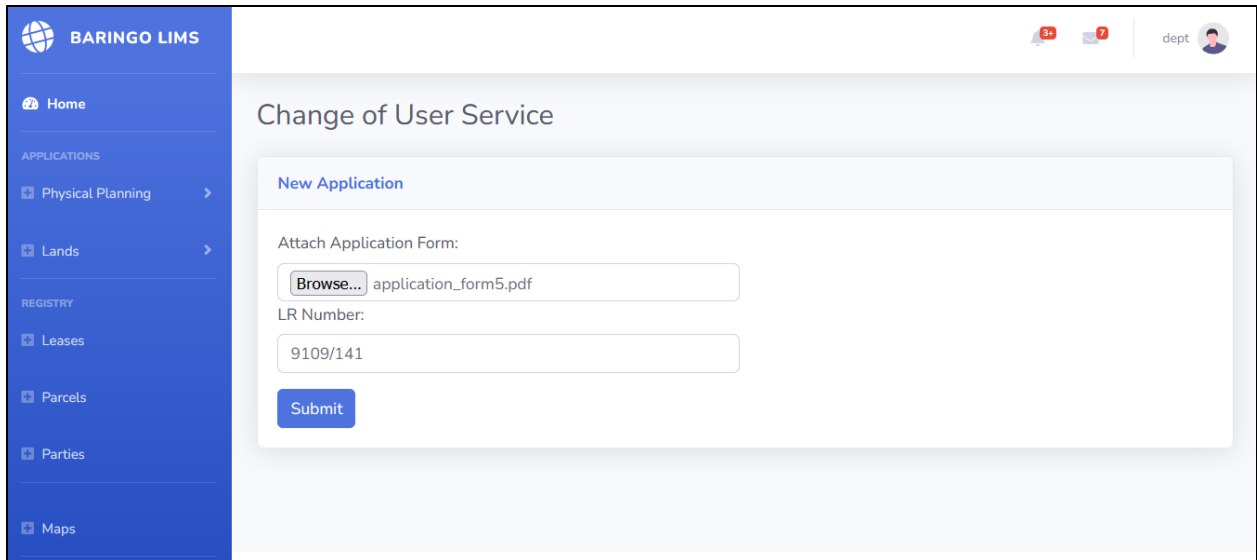 BARINGO LIMS
3+
7
dept
Home
Change of User Service
APPLICATIONS
Physical Planning
New Application
Lands
Attach Application Form:
Browse... application_form5.pdf
REGISTRY
LR Number:
Leases
9109/141
Parcels
Submit
Parties
Maps